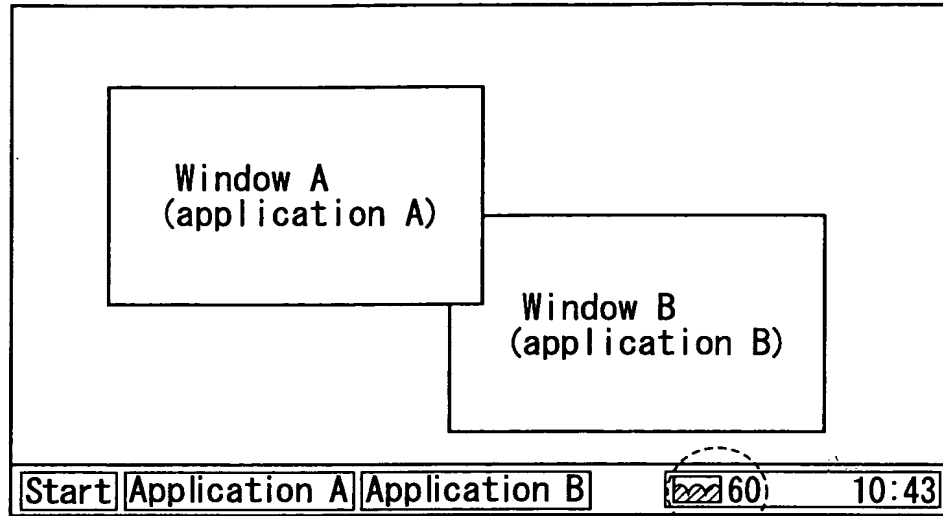 Window A
(application A)
Window B
(application B)
Start Application A Application B 60 10:43